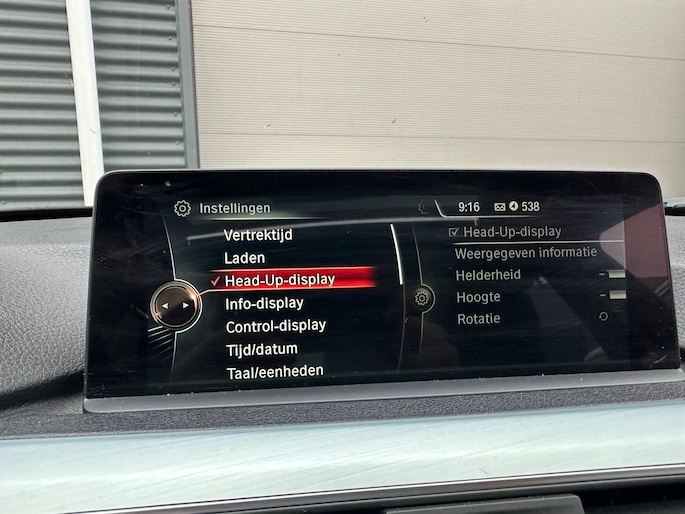 Instellingen
9:16 538
Vertrektijd
Laden
Head-Up-display
Info-display
Control-display
Tijd/datum
Taal/eenheden
Head-Up-display
Weergegeven informatie
Helderheid
Hoogte
Rotatie